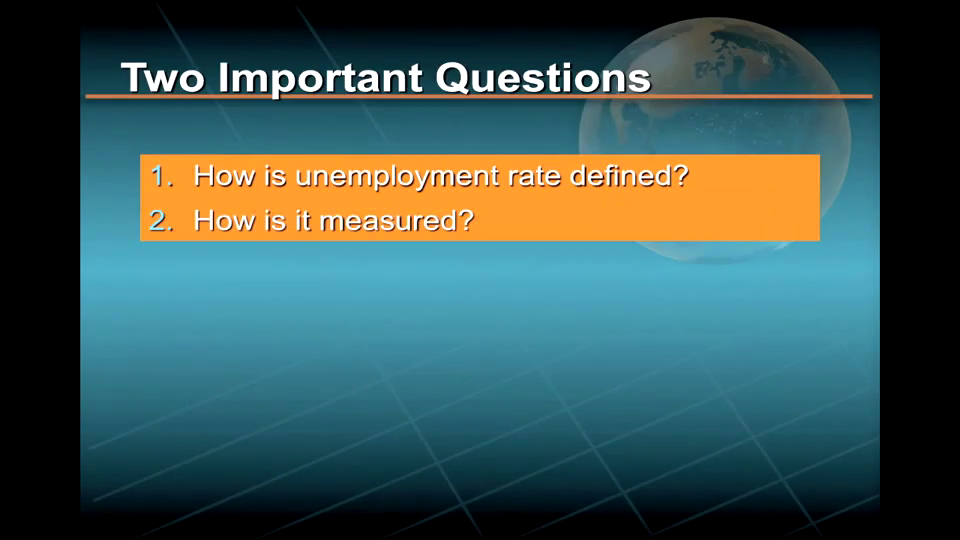 Two Important Questions
1. How is unemployment rate defined?
2. How is it measured?